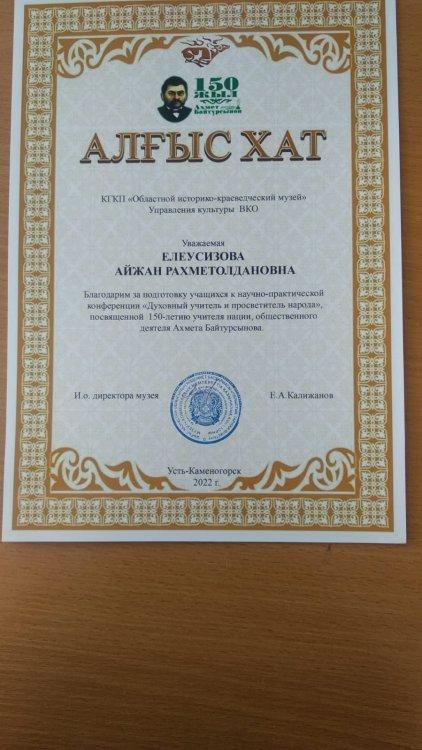 150
ЖЫЛ
Ахмет
Байтұрсынов
АЛҒЫС ХАТ
КГКП «Областной историко-краеведческий музей»
Управления культуры ВКО
Уважаемая
ЕЛЕУСИЗОВА
АЙЖАН РАХМЕТОЛДАНОВНА
Благодарим за подготовку учащихся к научно-практической
конференции «Духовный учитель и просветитель народа»,
посвященной 150-летию учителя нации, общественного
деятеля Ахмета Байтурсынова.
И.о. директора музея
Е.А.Калижанов
Усть-Каменогорск
2022 г.